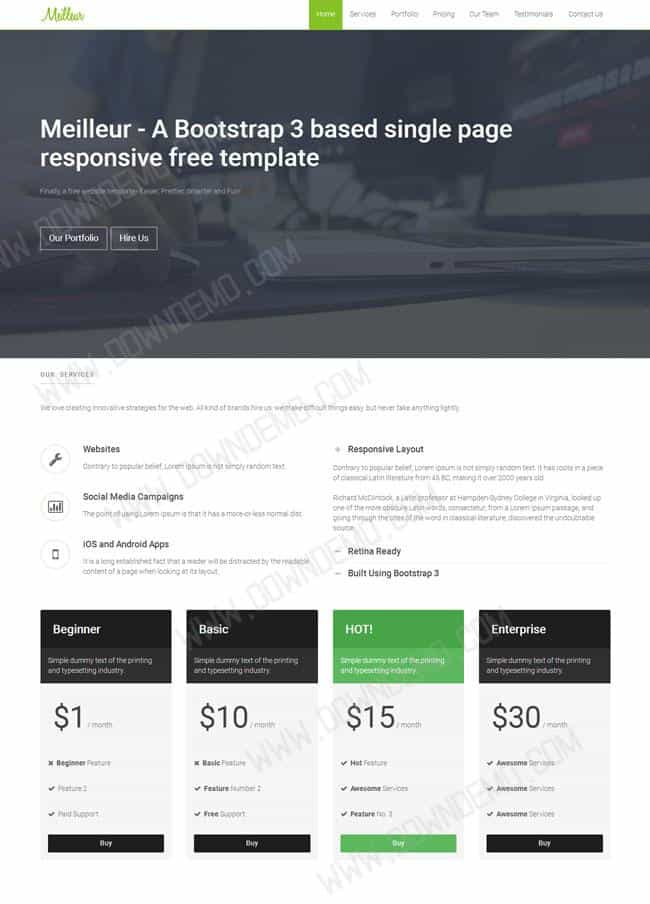 Meilleur
Home Services Portfolio Pricing Our Team Testimonials Contact Us
Meilleur - A Bootstrap 3 based single page
responsive free template
Finally, a free website template- Easier, Prettier, Smarter and Fun!
Our Portfolio Hire Us
WWW.DOWNDEMO.COM
OUR SERVICES
We love creating innovative strategies for the web. All kind of brands hire us, we make difficult things easy, but never take anything lightly.
Websites
Contrary to popular belief, Lorem Ipsum is not simply random text.
Social Media Campaigns
The point of using Lorem Ipsum is that it has a more-or-less normal dist.
iOS and Android Apps
It is a long established fact that a reader will be distracted by the readable
content of a page when looking at its layout.
Responsive Layout
Contrary to popular belief, Lorem Ipsum is not simply random text. It has roots in a piece
of classical Latin literature from 45 BC, making it over 2000 years old.
Richard McClintock, a Latin professor at Hampden-Sydney College in Virginia, looked up
one of the more obscure Latin words, consectetur, from a Lorem Ipsum passage, and
going through the cites of the word in classical literature, discovered the undoubtable
source.
Retina Ready
Built Using Bootstrap 3
WWW.DOWNDEMO.COM
Beginner
Simple dummy text of the printing
and typesetting industry.
$1 / month
Beginner Feature
Feature 2
Paid Support
Buy
Basic
Simple dummy text of the printing
and typesetting industry.
$10 / month
Basic Feature
Feature Number 2
Free Support
Buy
HOT!
Simple dummy text of the printing
and typesetting industry.
$15 / month
Hot Feature
Awesome Services
Feature No. 3
Buy
Enterprise
Simple dummy text of the printing
and typesetting industry.
$30 / month
Awesome Services
Awesome Services
Awesome Services
Buy
WWW.DOWNDEMO.COM